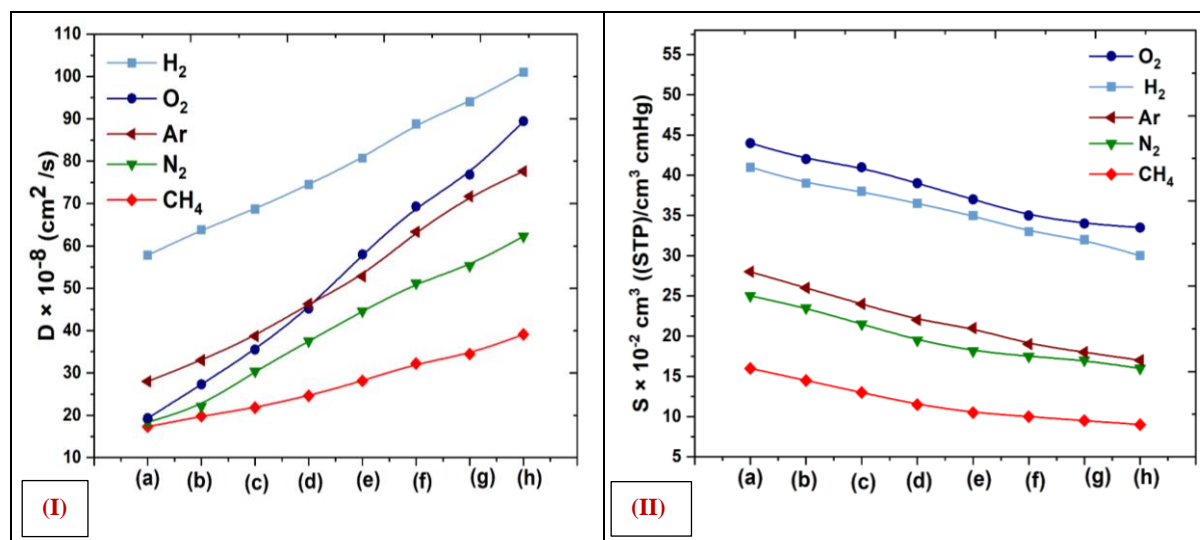 110
100
90
80
70
60
50
40
30
20
10
D × 10⁻⁸ (cm² /s)
H₂
O₂
Ar
N₂
CH₄
(a) (b) (c) (d) (e) (f) (g) (h)
(I)
55
50
45
40
35
30
25
20
15
10
5
S × 10⁻² cm³ ((STP)/cm³ cmHg)
O₂
H₂
Ar
N₂
CH₄
(a) (b) (c) (d) (e) (f) (g) (h)
(II)